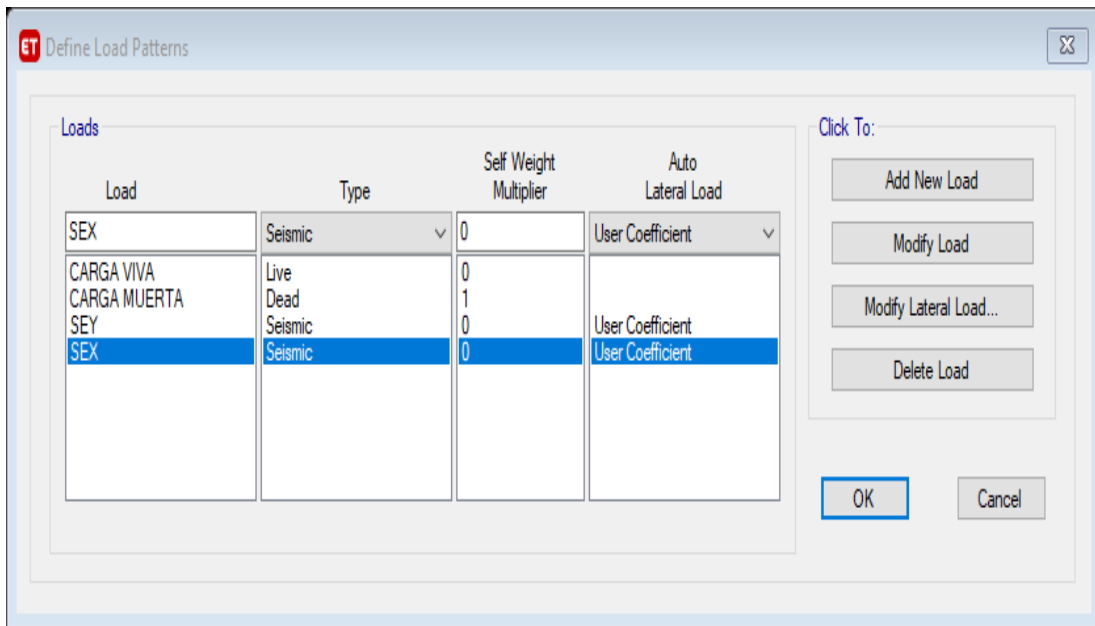 ET Define Load Patterns
Loads
Click To:
Load Type Self Weight Multiplier Auto Lateral Load
SEX Seismic 0 User Coefficient
CARGA VIVA Live 0
CARGA MUERTA Dead 1
SEY Seismic 0 User Coefficient
SEX Seismic 0 User Coefficient
Add New Load
Modify Load
Modify Lateral Load...
Delete Load
OK Cancel